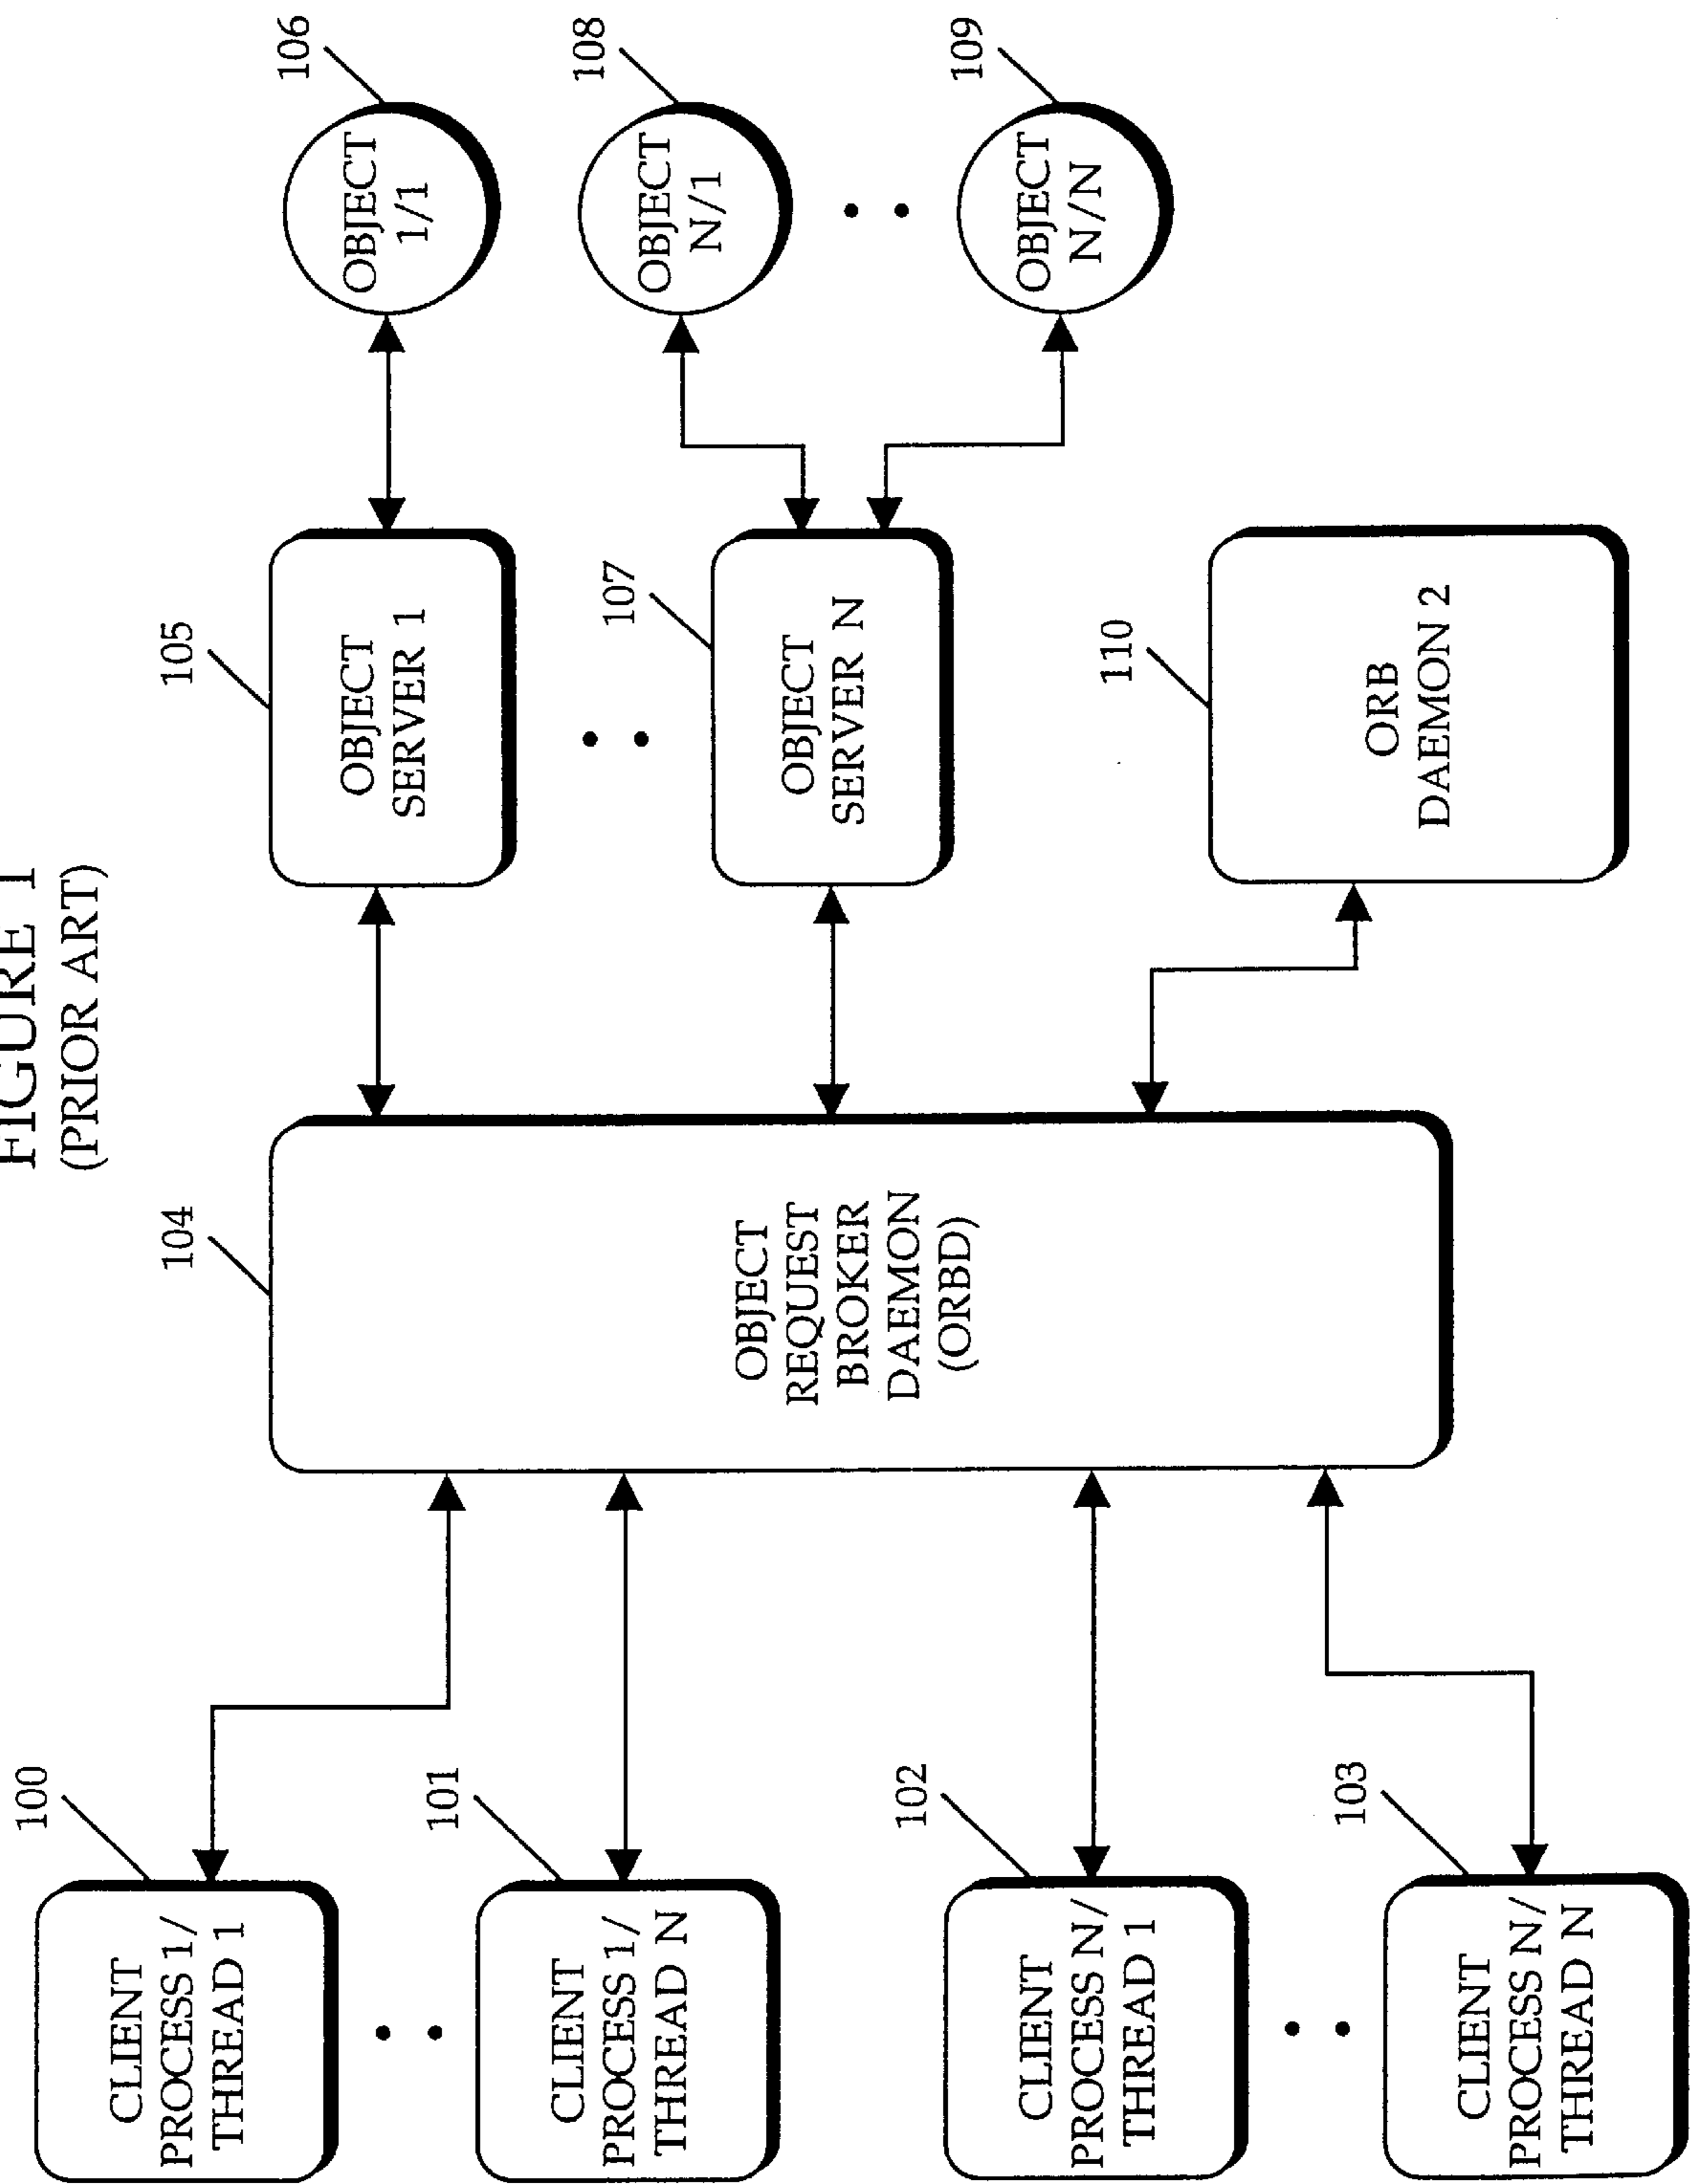 FIGURE 1
(PRIOR ART)
100
CLIENT
PROCESS 1/
THREAD 1
101
CLIENT
PROCESS 1/
THREAD N
102
CLIENT
PROCESS N/
THREAD 1
103
CLIENT
PROCESS N/
THREAD N
104
OBJECT
REQUEST
BROKER
DAEMON
(ORBD)
105
OBJECT
SERVER 1
107
OBJECT
SERVER N
110
ORB
DAEMON 2
106
OBJECT
1/1
108
OBJECT
N/1
109
OBJECT
N/N